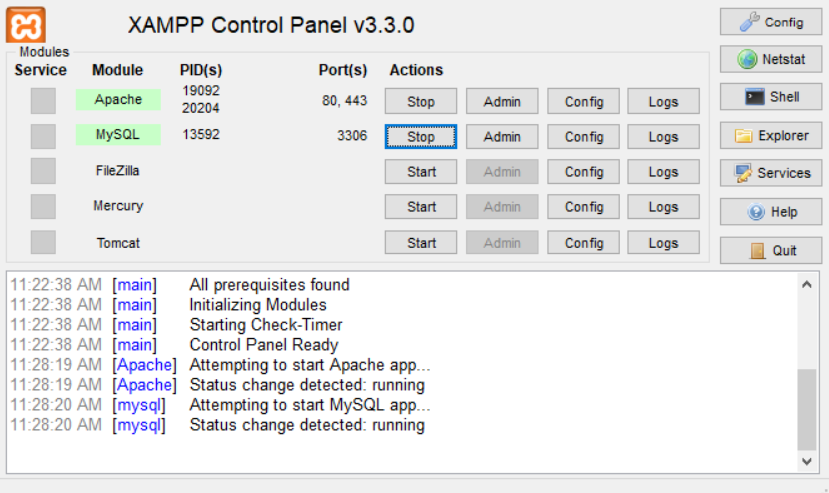 XAMPP Control Panel v3.3.0
Config
Modules
Service Module PID(s) Port(s) Actions
Netstat
Apache 19092 20204 80, 443 Stop Admin Config Logs
Shell
MySQL 13592 3306 Stop Admin Config Logs
Explorer
FileZilla Start Admin Config Logs
Services
Mercury Start Admin Config Logs
Help
Tomcat Start Admin Config Logs
Quit
11:22:38 AM [main] All prerequisites found
11:22:38 AM [main] Initializing Modules
11:22:38 AM [main] Starting Check-Timer
11:22:38 AM [main] Control Panel Ready
11:28:19 AM [Apache] Attempting to start Apache app...
11:28:19 AM [Apache] Status change detected: running
11:28:20 AM [mysql] Attempting to start MySQL app...
11:28:20 AM [mysql] Status change detected: running